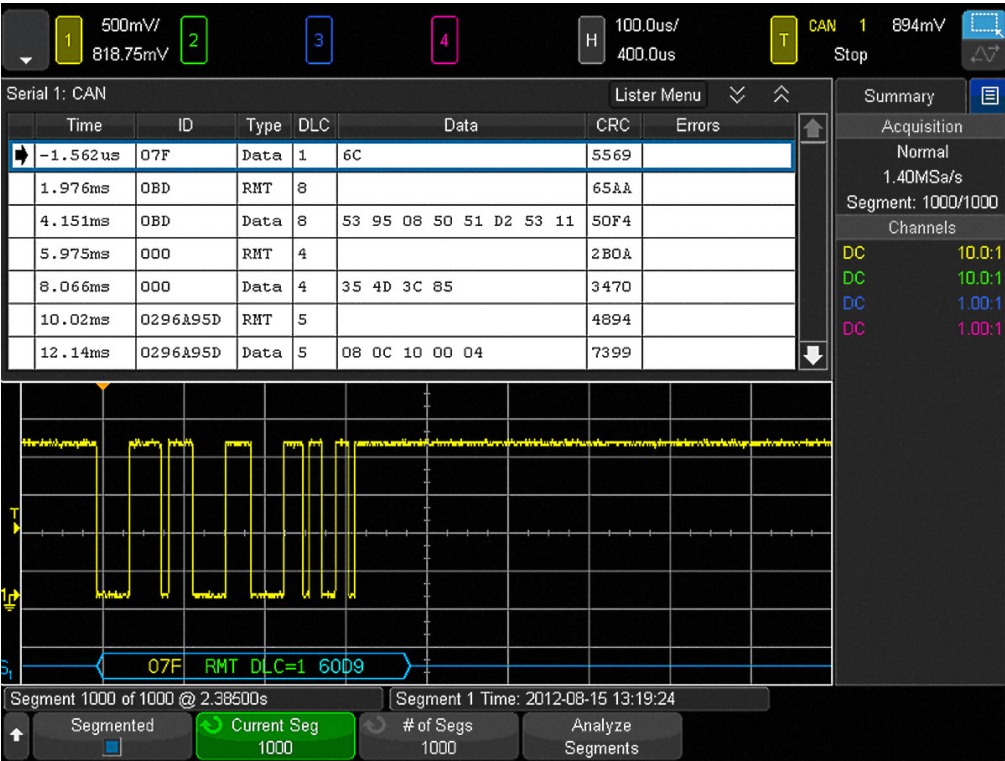 1 500mV/ 818.75mV 2 3 4 H 100.0us/ 400.0us T CAN 1 894mV Stop
Serial 1: CAN Lister Menu
Time ID Type DLC Data CRC Errors
-1.562us 07F Data 1 6C 5569
1.976ms 0BD RMT 8 65AA
4.151ms 0BD Data 8 53 95 08 50 51 D2 53 11 50F4
5.975ms 000 RMT 4 2B0A
8.066ms 000 Data 4 35 4D 3C 85 3470
10.02ms 0296A95D RMT 5 4894
12.14ms 0296A95D Data 5 08 0C 10 00 04 7399
Summary
Acquisition
Normal
1.40MSa/s
Segment: 1000/1000
Channels
DC 10.0:1
DC 10.0:1
DC 1.00:1
DC 1.00:1
T
1
S1 07F RMT DLC=1 60D9
Segment 1000 of 1000 @ 2.38500s Segment 1 Time: 2012-08-15 13:19:24
Segmented
Current Seg
1000
# of Segs
1000
Analyze
Segments